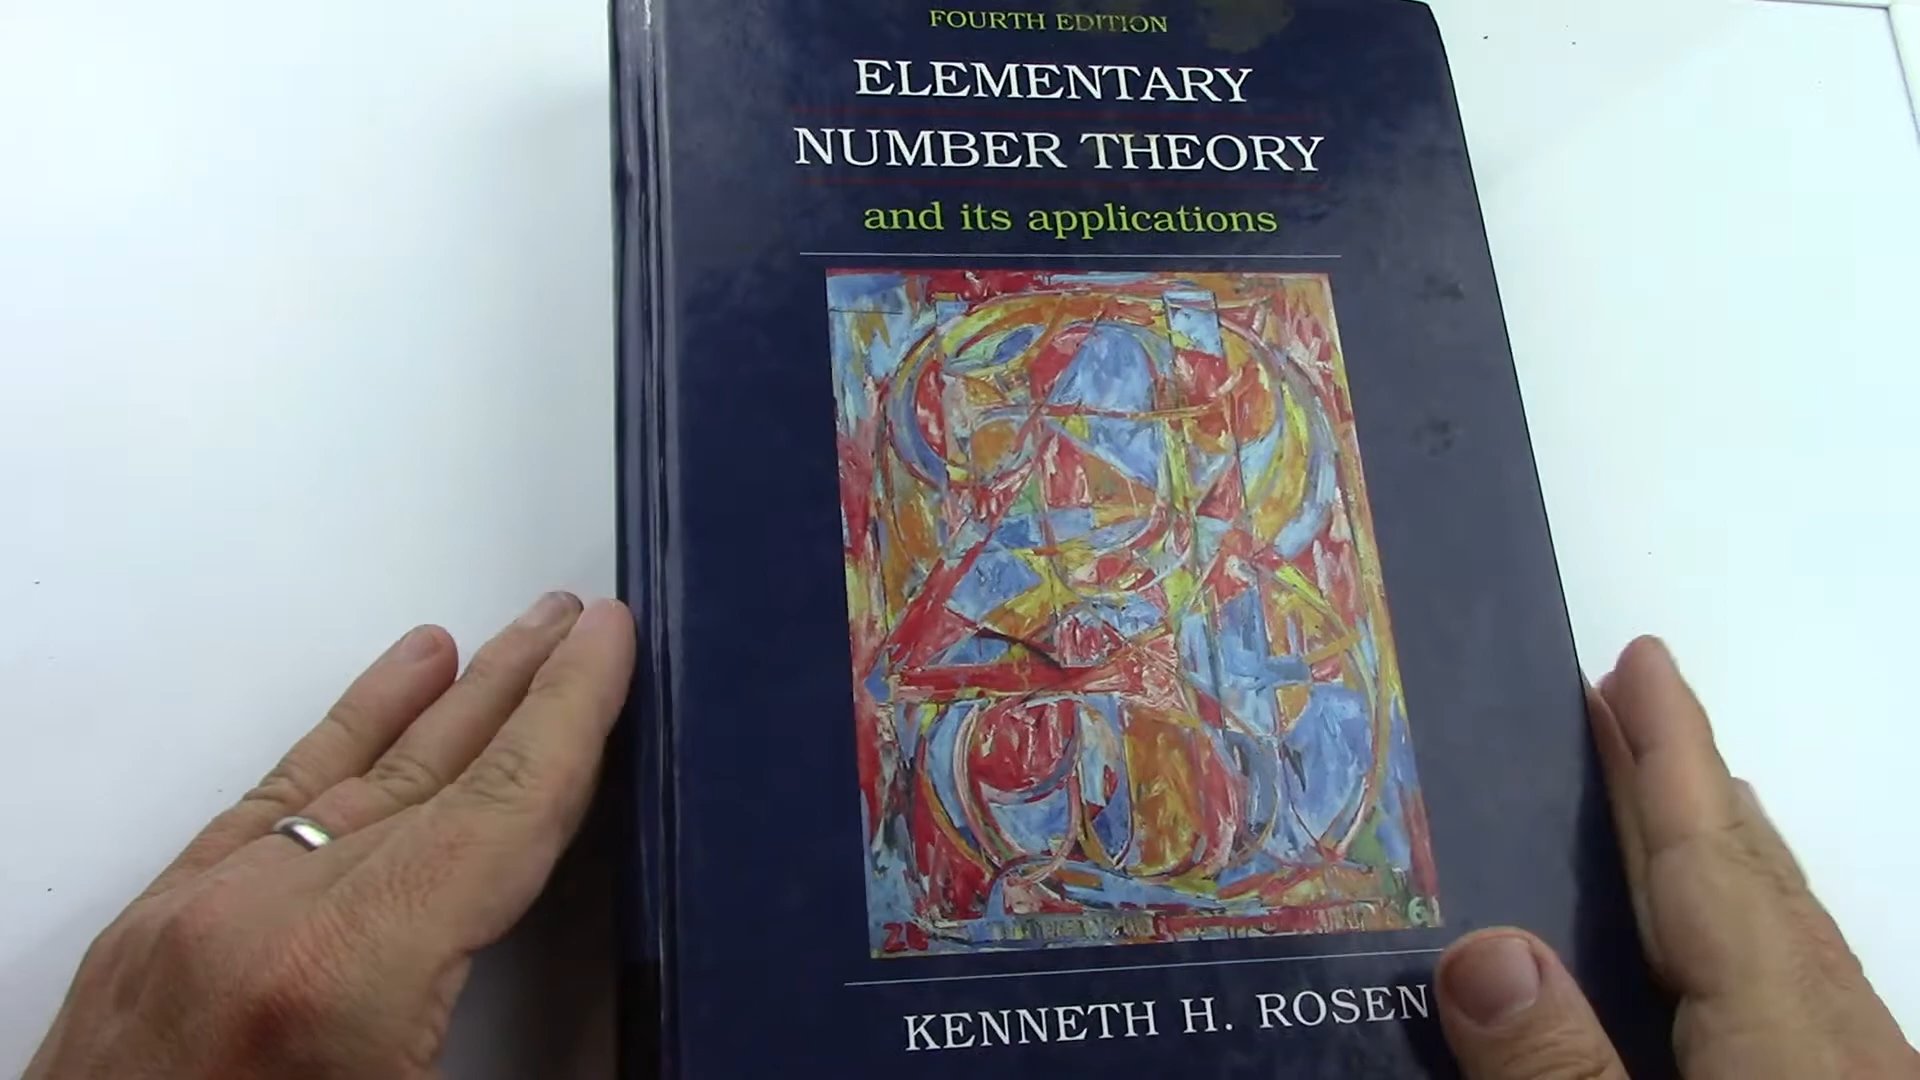 FOURTH EDITION
ELEMENTARY
NUMBER THEORY
and its applications
KENNETH H. ROSEN